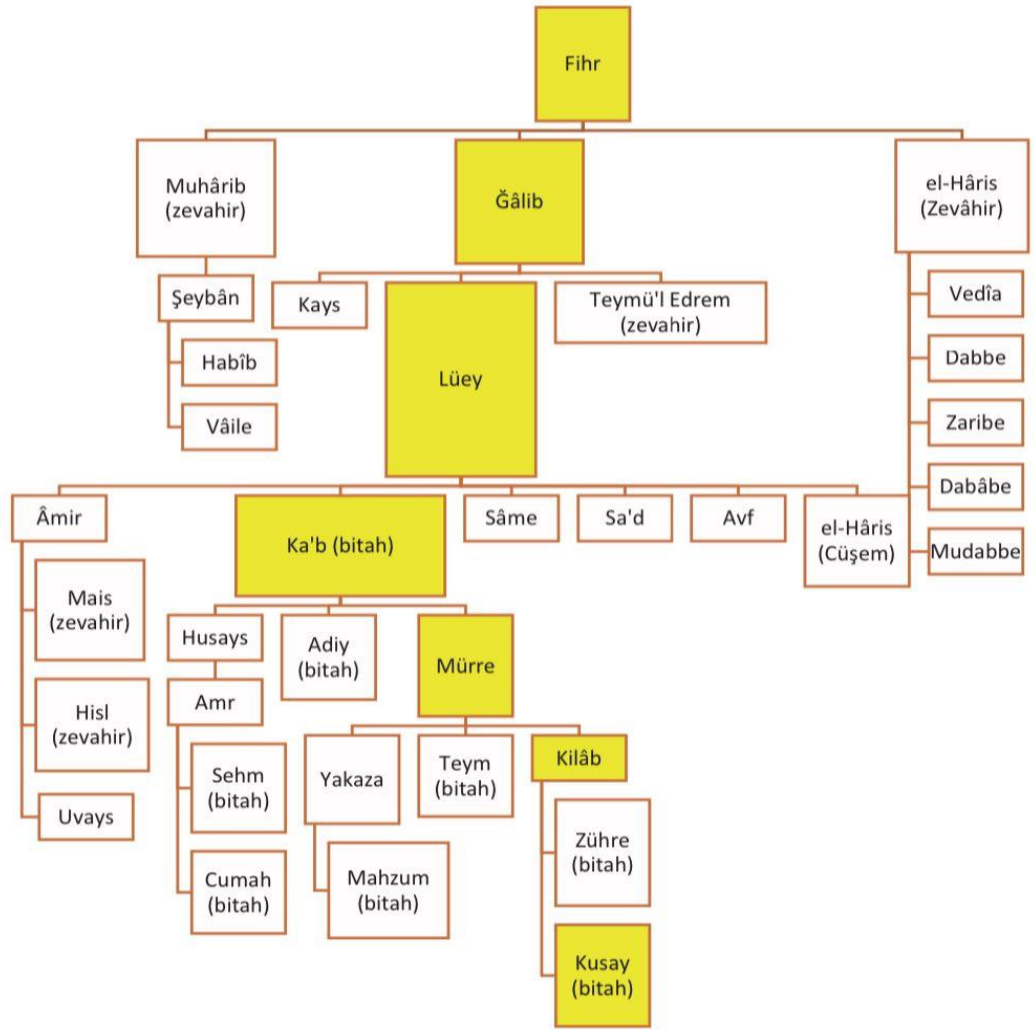 Fihr
Muhârib
(zevahir)
Ğâlib
el-Hâris
(Zevâhir)
Şeybân
Habîb
Vâile
Kays
Lüey
Teymü'l Edrem
(zevahir)
Vedîa
Dabbe
Zaribe
Dabâbe
Mudabbe
Âmir
Ka'b (bitah)
Sâme
Sa'd
Avf
el-Hâris
(Cüşem)
Mais
(zevahir)
Hisl
(zevahir)
Uvays
Husays
Adiy
(bitah)
Mürre
Amr
Sehm
(bitah)
Cumah
(bitah)
Yakaza
Teym
(bitah)
Kilâb
Mahzum
(bitah)
Zühre
(bitah)
Kusay
(bitah)